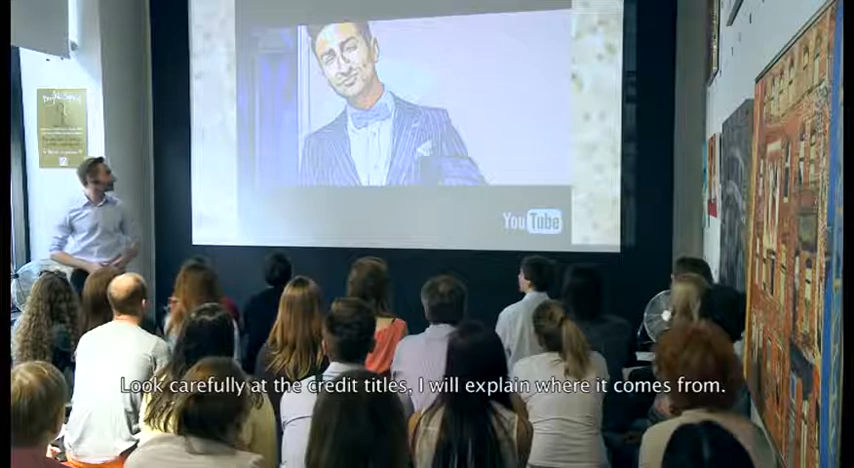 YouTube
Look carefully at the credit titles, I will explain where it comes from.